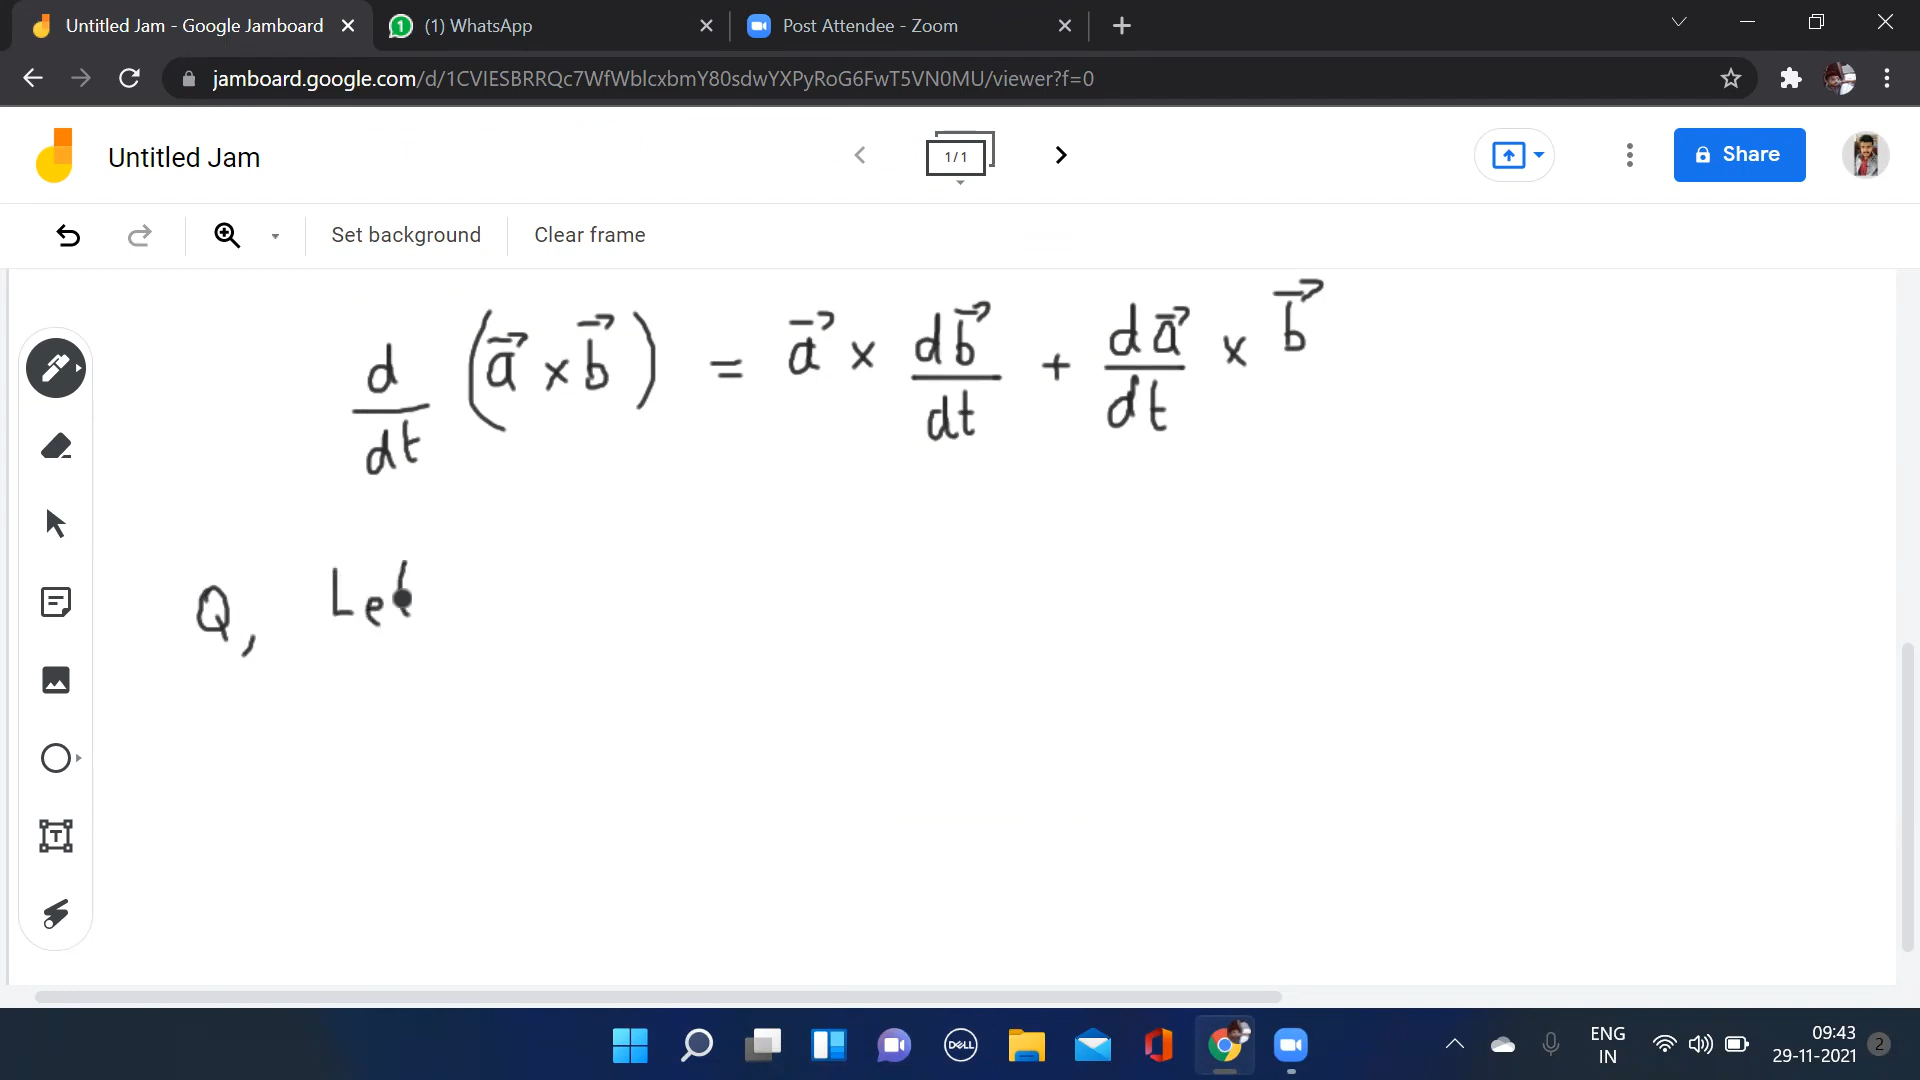 Untitled Jam - Google Jamboard
(1) WhatsApp
Post Attendee - Zoom
jamboard.google.com/d/1CVIESBRRQc7WfWblcxbmY80sdwYXPyRoG6FwT5VN0MU/viewer?f=0
Untitled Jam
1/1
Share
Set background
Clear frame
d/dt (a⃗ × b⃗) = a⃗ × db⃗/dt + da⃗/dt × b⃗
Q, Let
DELL
ENG
IN
09:43
29-11-2021
2